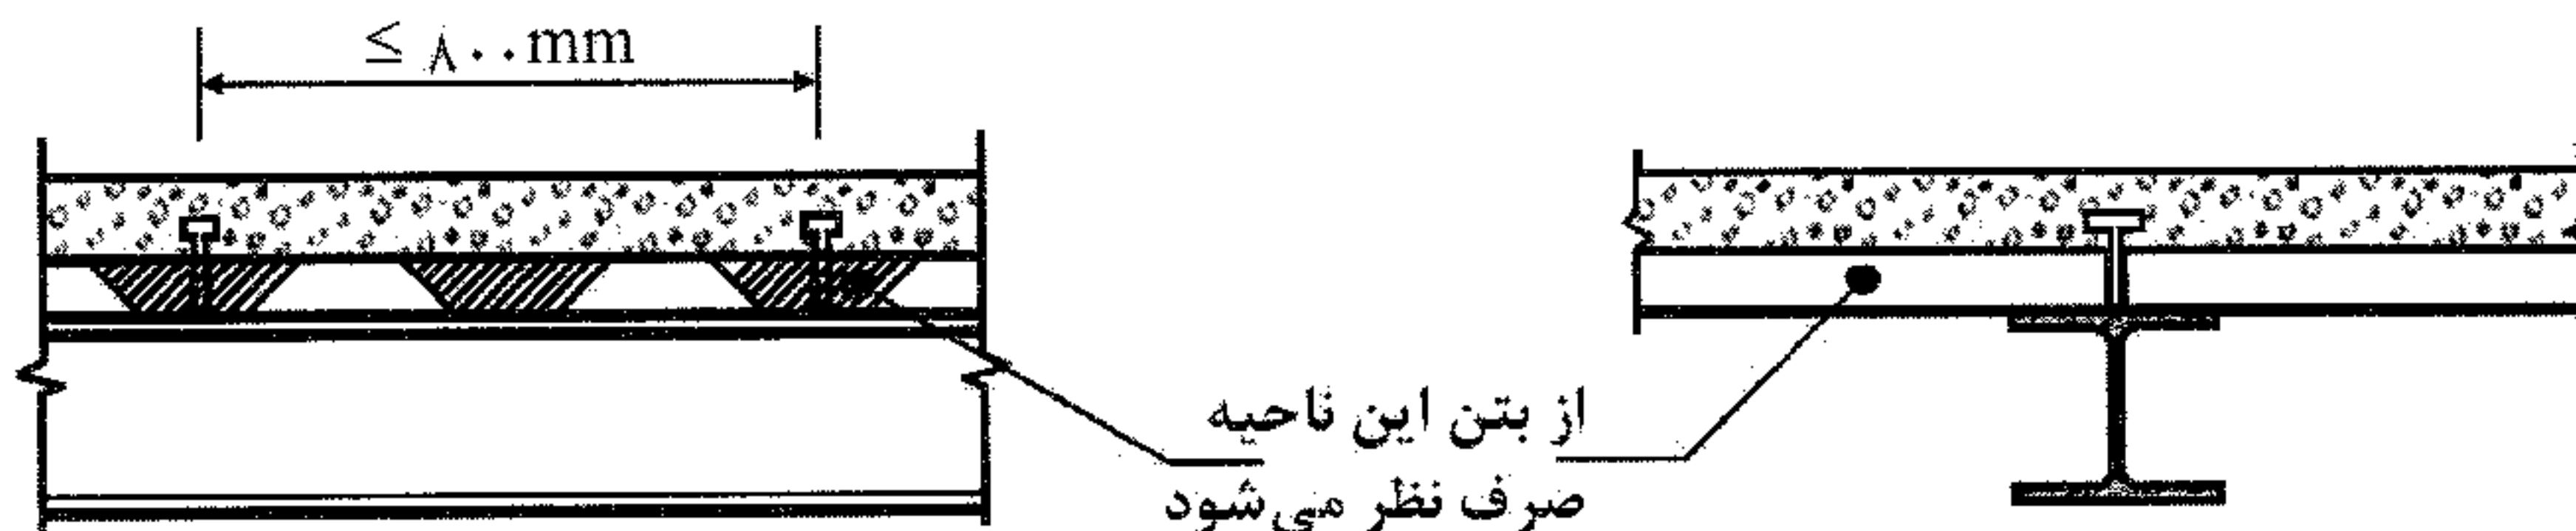 ≤ ۸۰۰mm
از بتن این ناحیه
صرف نظر می‌شود